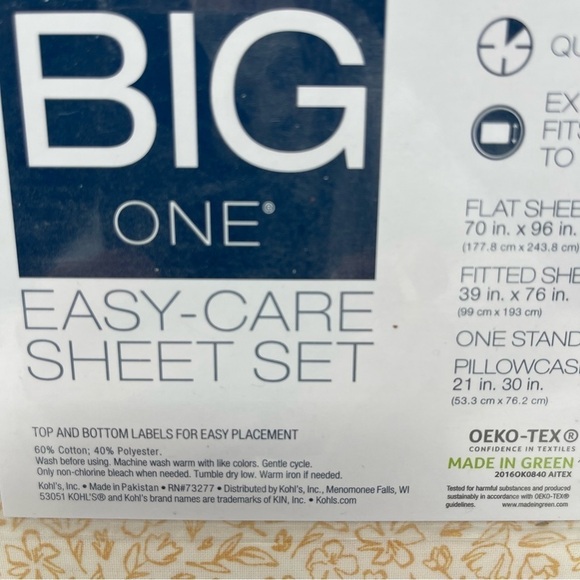 BIG
ONE®
EASY-CARE
SHEET SET
TOP AND BOTTOM LABELS FOR EASY PLACEMENT
60% Cotton; 40% Polyester.
Wash before using. Machine wash warm with like colors. Gentle cycle.
Only non-chlorine bleach when needed. Tumble dry low. Warm iron if needed.
Kohl's, Inc. • Made in Pakistan • RN#73277 • Distributed by Kohl's, Inc., Menomonee Falls, WI
53051 KOHL'S® and Kohl's brand names are trademarks of KIN, Inc. • Kohls.com
QU
EX
FITS
TO
FLAT SHEE
70 in. x 96 in.
(177.8 cm x 243.8 cm)
FITTED SHE
39 in. x 76 in.
(99 cm x 193 cm)
ONE STAND
PILLOWCAS
21 in. 30 in.
(53.3 cm x 76.2 cm)
OEKO-TEX®
CONFIDENCE IN TEXTILES
MADE IN GREEN
2016OK0840 AITEX
Tested for harmful substances and produced
sustainably in accordance with OEKO-TEX®
guidelines. www.madeingreen.com